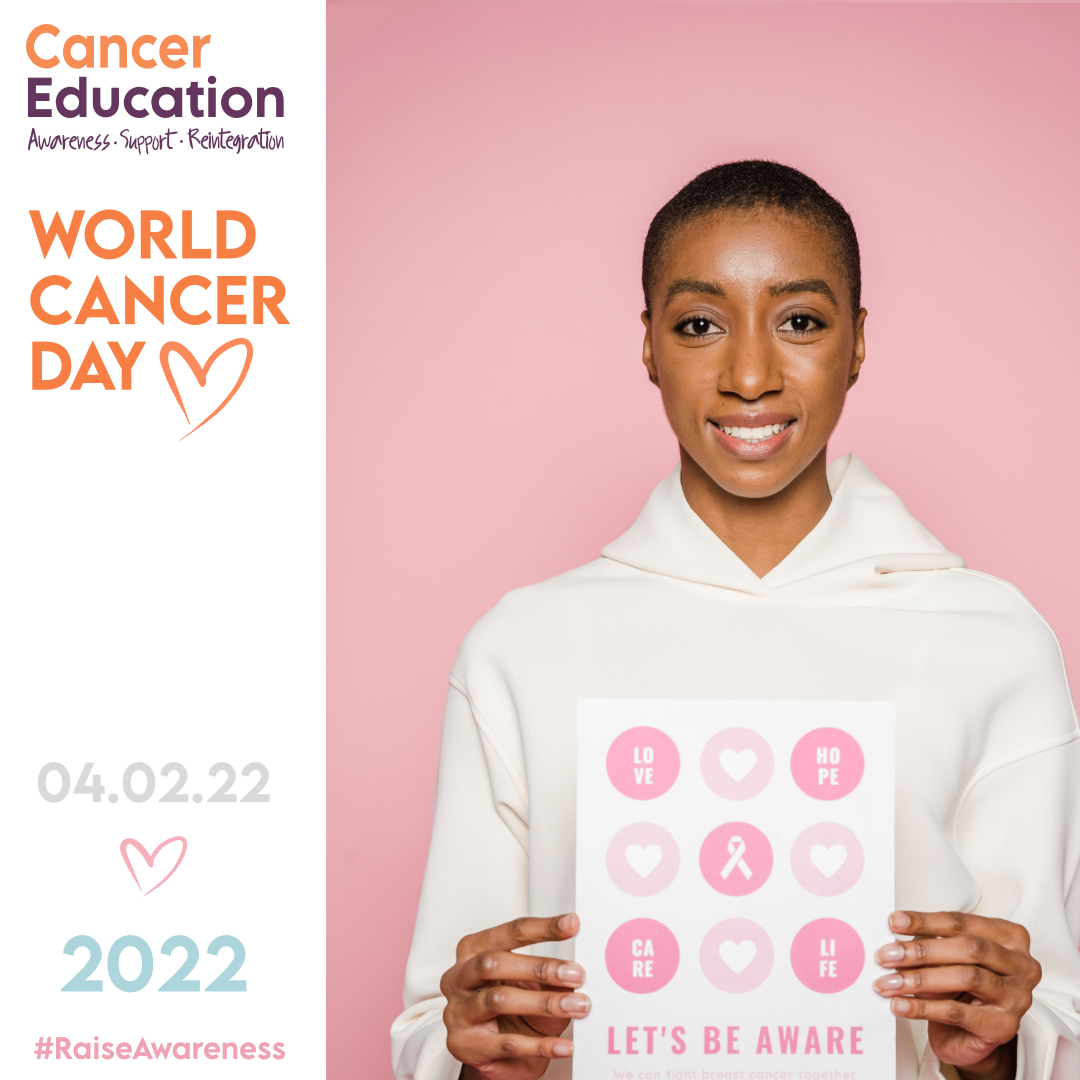 Cancer
Education
Awareness · Support · Reintegration
WORLD
CANCER
DAY
04.02.22
2022
#RaiseAwareness
LO
VE
HO
PE
CA
RE
LI
FE
LET'S BE AWARE
We can fight breast cancer together